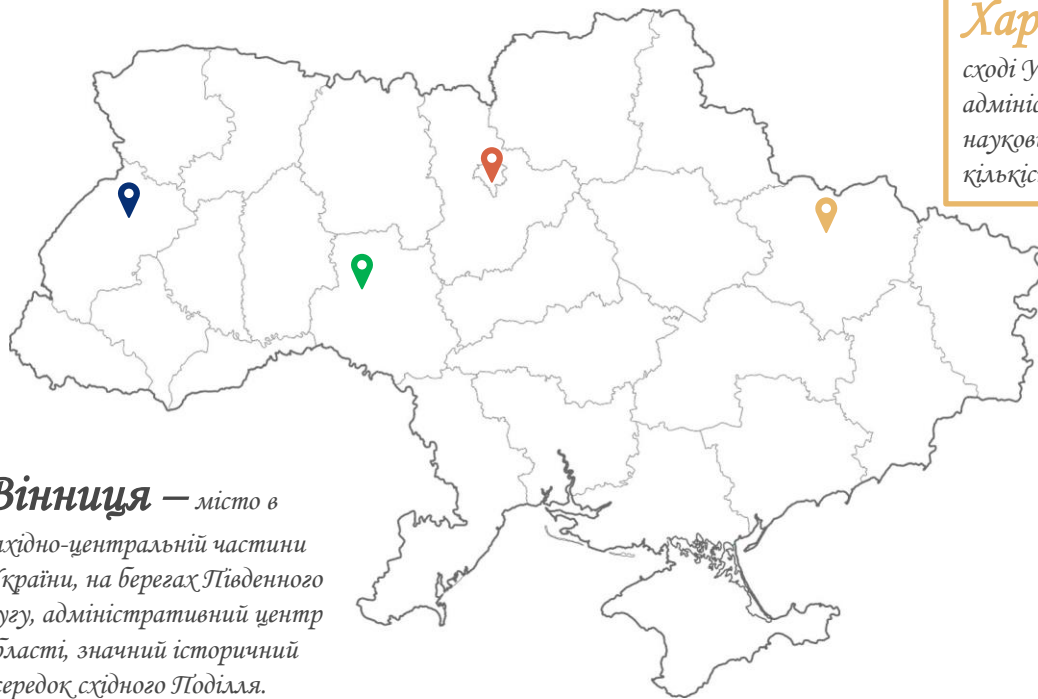 Хар
сході У
адмініс
науков
кількіс
Вінниця – місто в
ахідно-центральній частини
країни, на берегах Південного
угу, адміністративний центр
бласті, значний історичний
ередок східного Поділля.